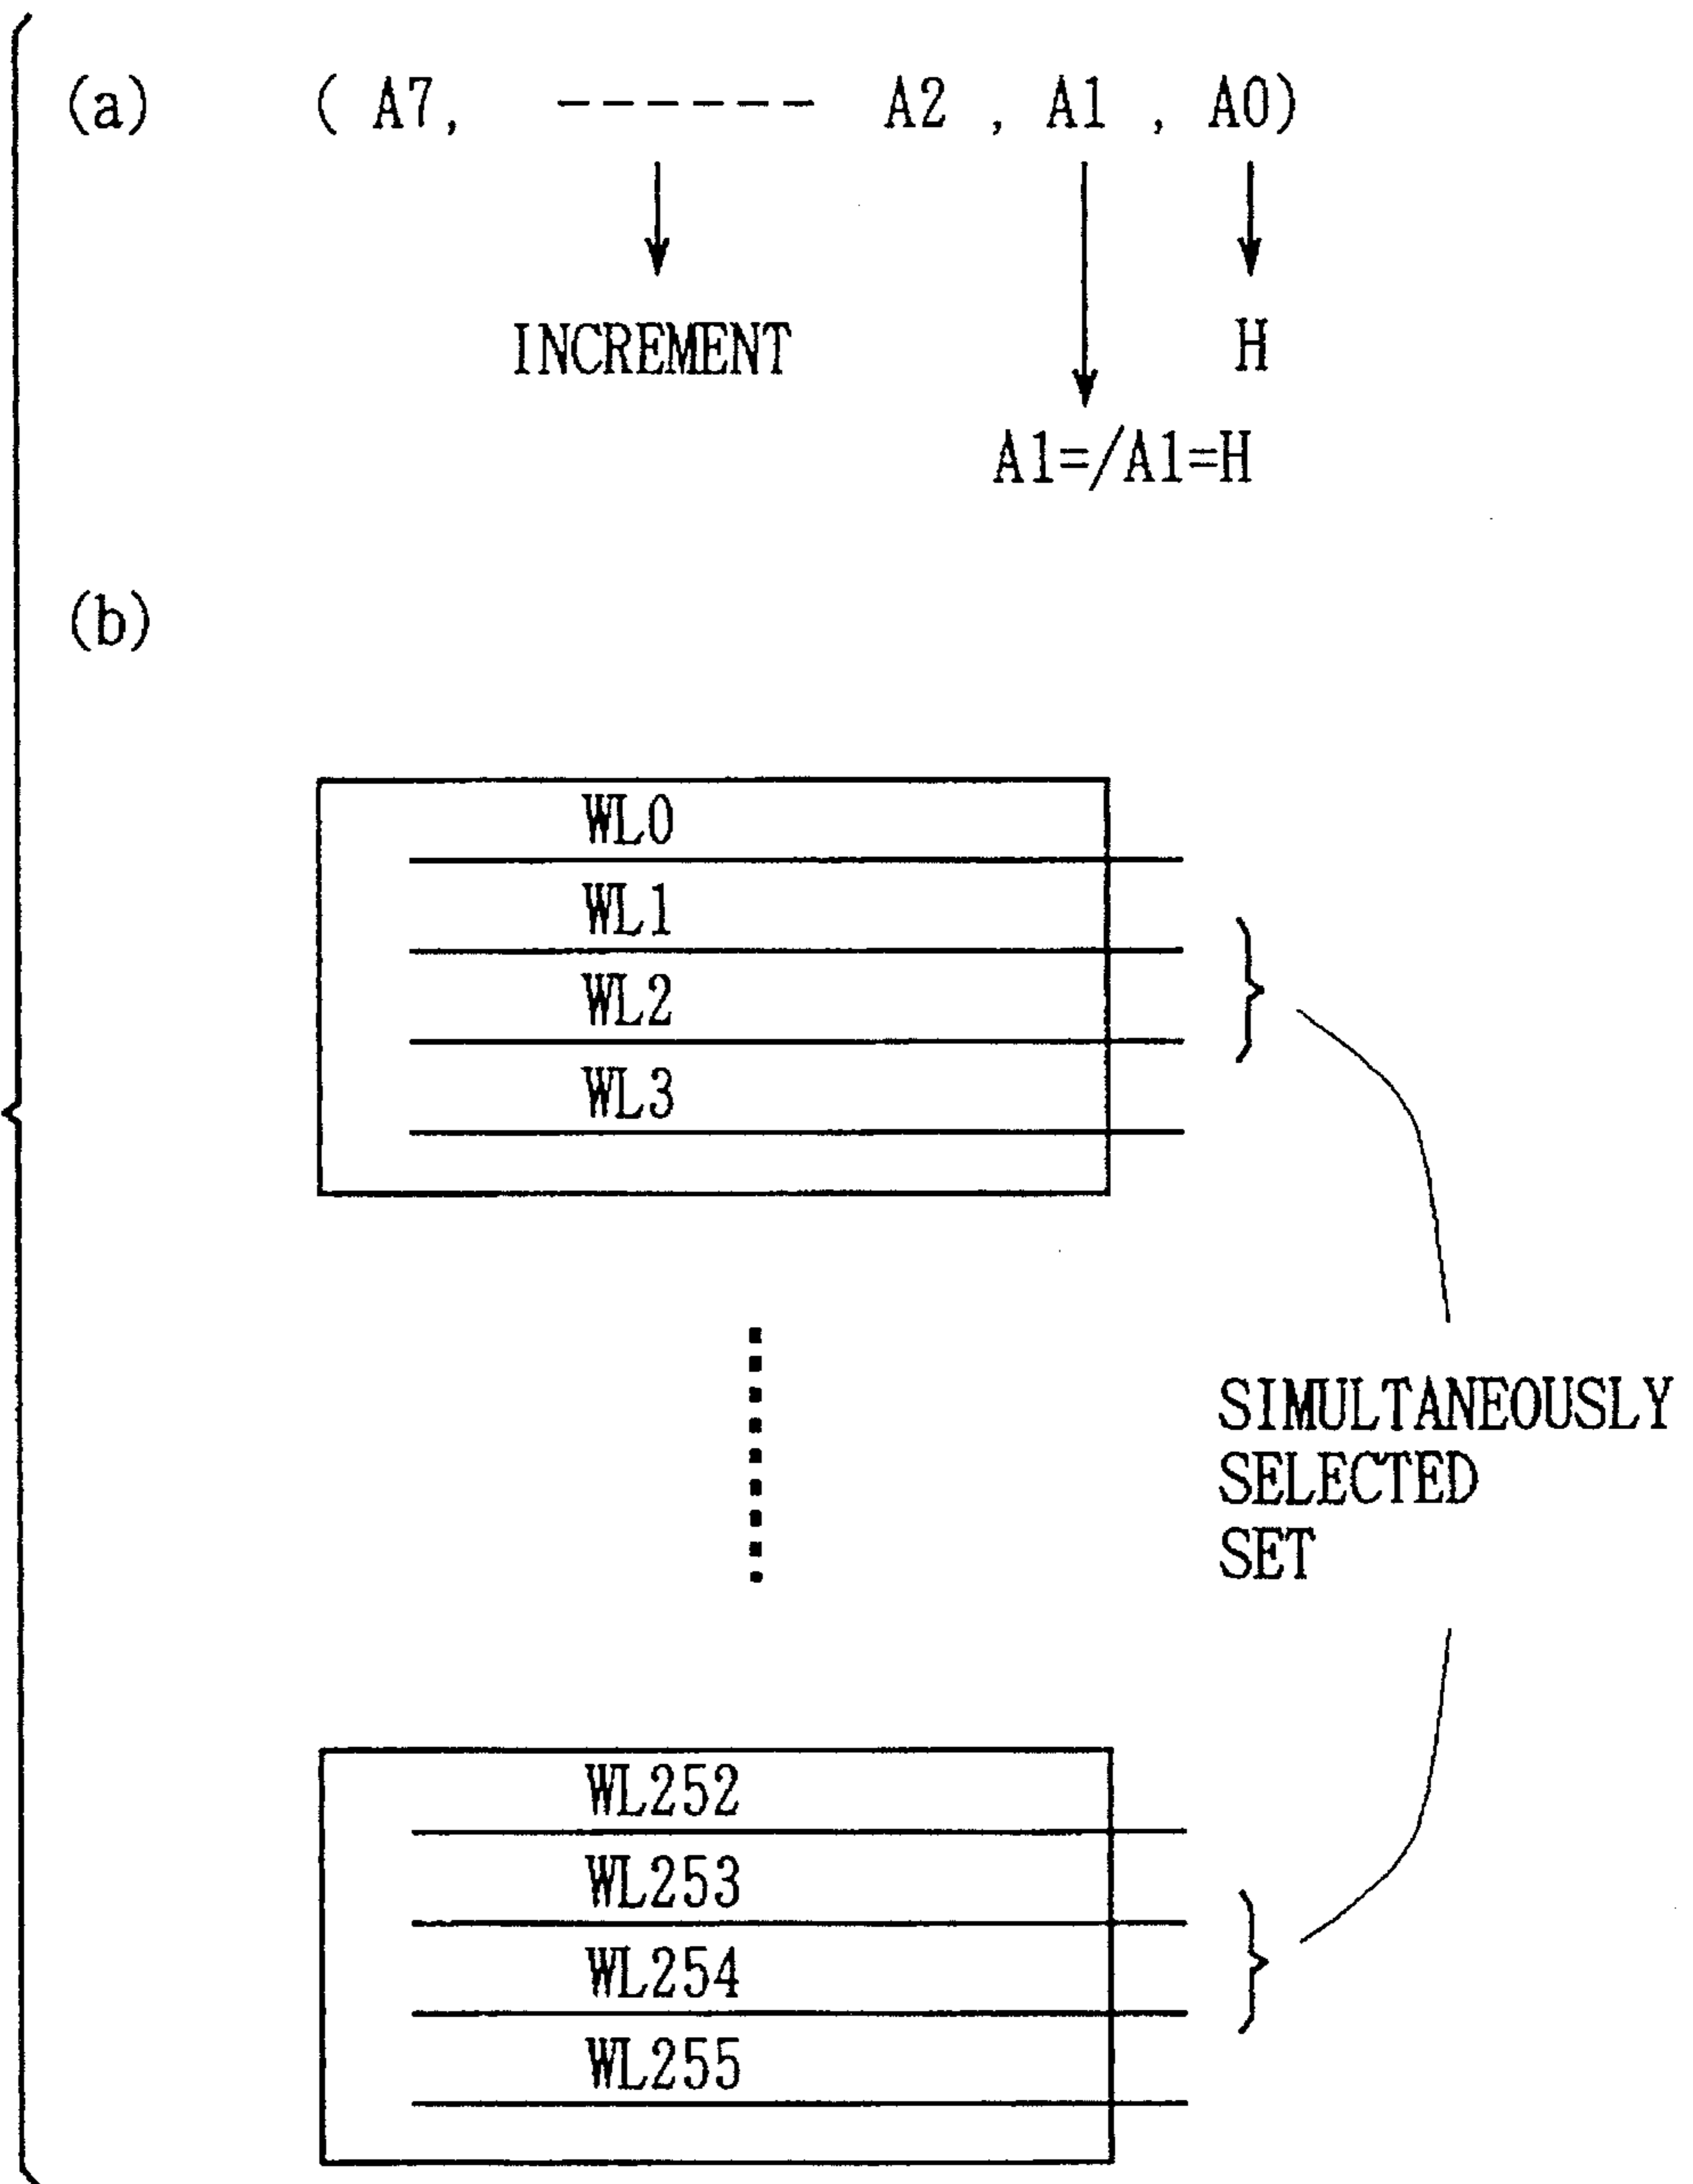 (a) ( A7, ------ A2 , A1 , A0)
INCREMENT H
A1=/A1=H
(b)
WL0
WL1
WL2
WL3
SIMULTANEOUSLY
SELECTED
SET
WL252
WL253
WL254
WL255